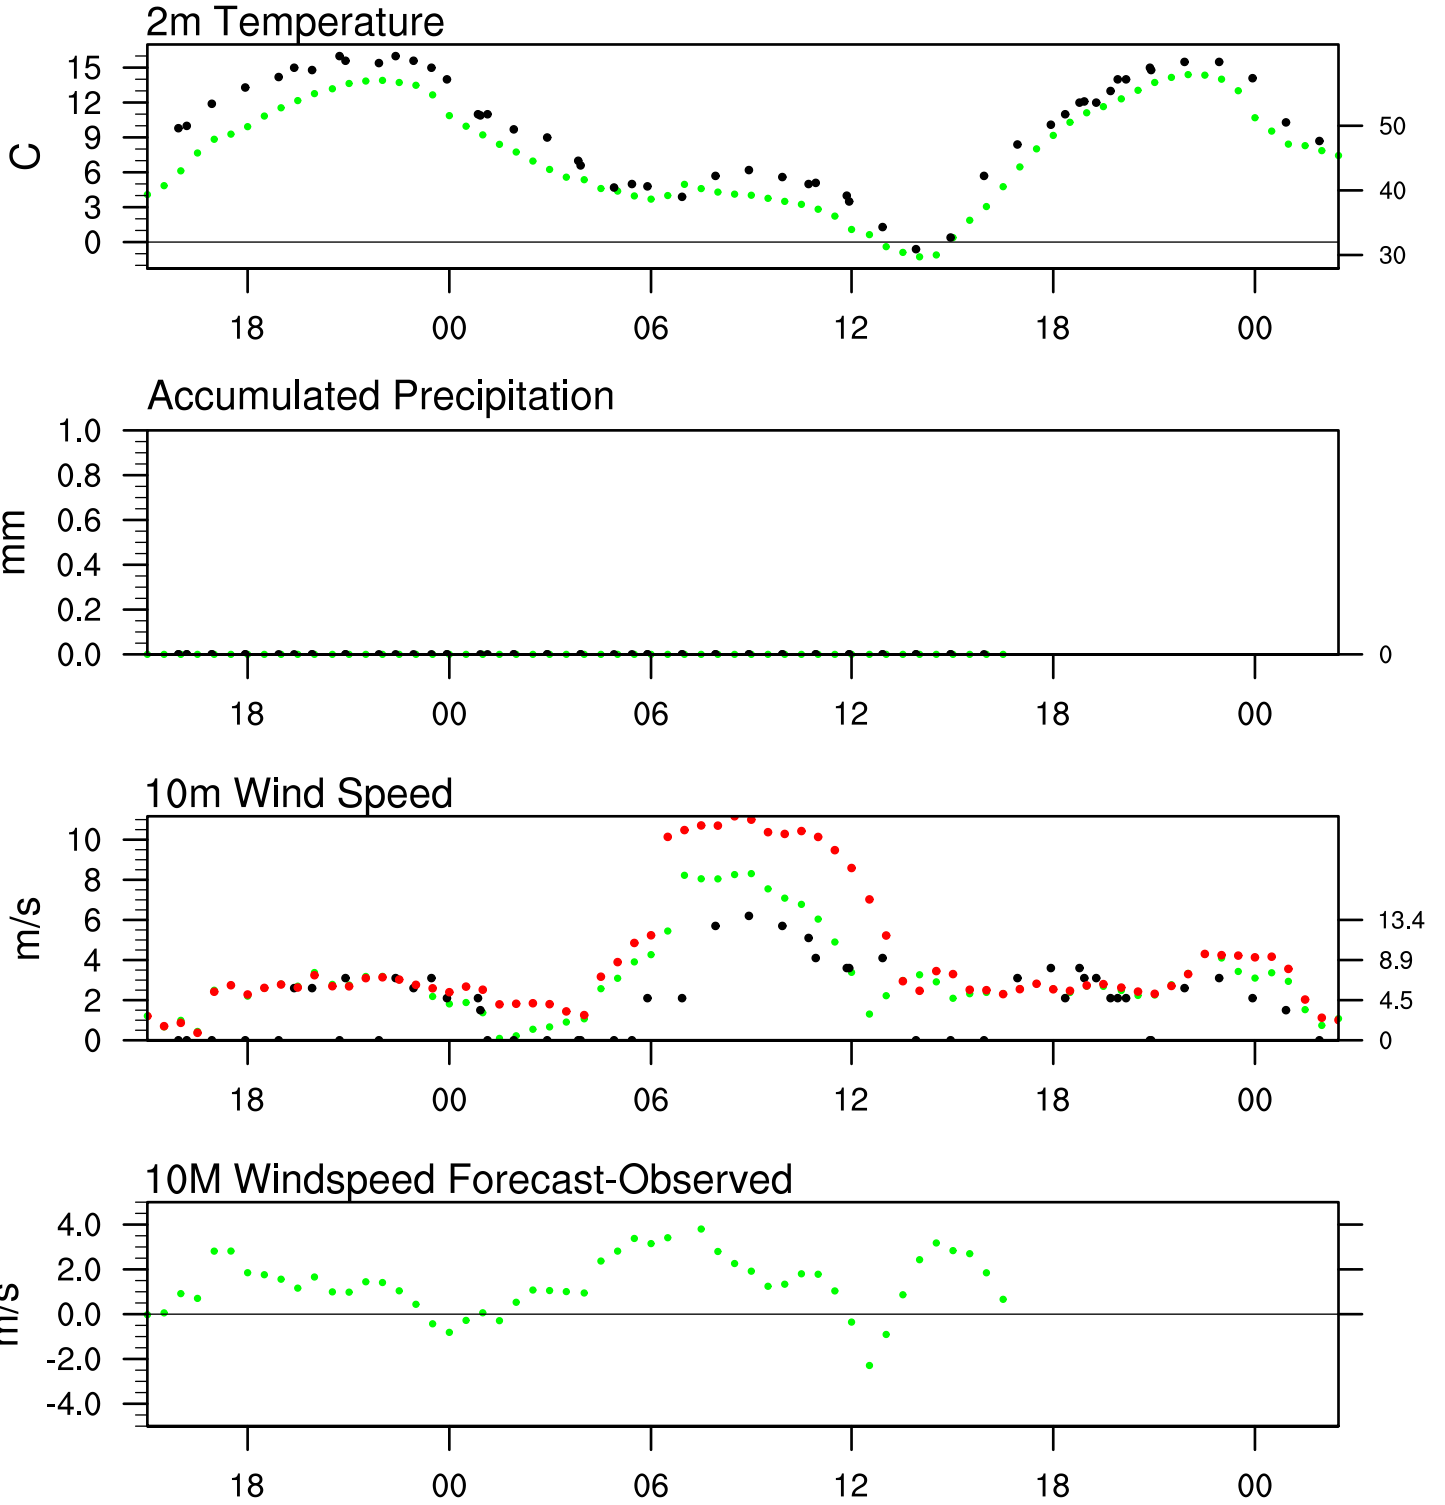 2m Temperature
15
12
9
6
3
0
C
50
40
30
18 00 06 12 18 00
Accumulated Precipitation
1.0
0.8
0.6
0.4
0.2
0.0
mm
0
18 00 06 12 18 00
10m Wind Speed
10
8
6
4
2
0
m/s
13.4
8.9
4.5
0
18 00 06 12 18 00
10M Windspeed Forecast-Observed
4.0
2.0
0.0
-2.0
-4.0
m/s
18 00 06 12 18 00